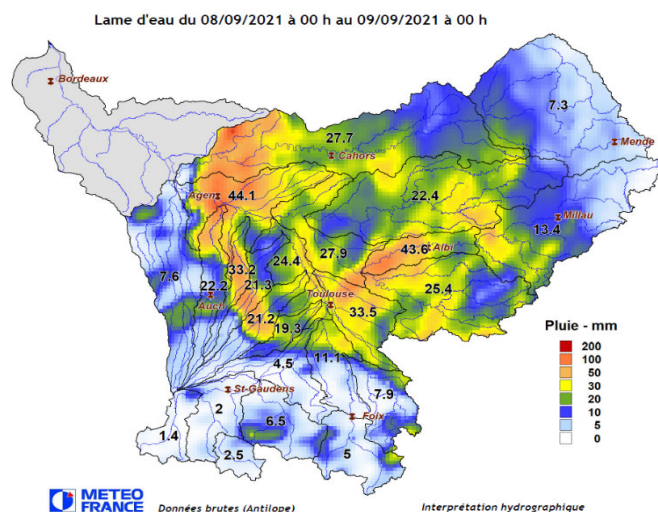 Lame d'eau du 08/09/2021 à 00 h au 09/09/2021 à 00 h
Bordeaux
7.3
27.7
Mende
Cahors
Agen
44.1
22.4
Millau
13.4
43.6
Albi
27.9
24.4
7.6
33.2
22.2
21.3
Auch
Toulouse
25.4
33.5
21.2
19.3
Pluie - mm
200
100
50
30
20
10
5
0
11.1
4.5
St-Gaudens
7.9
2
Foix
6.5
1.4
2.5
5
METEO
FRANCE
Données brutes (Antilope)
Interprétation hydrographique